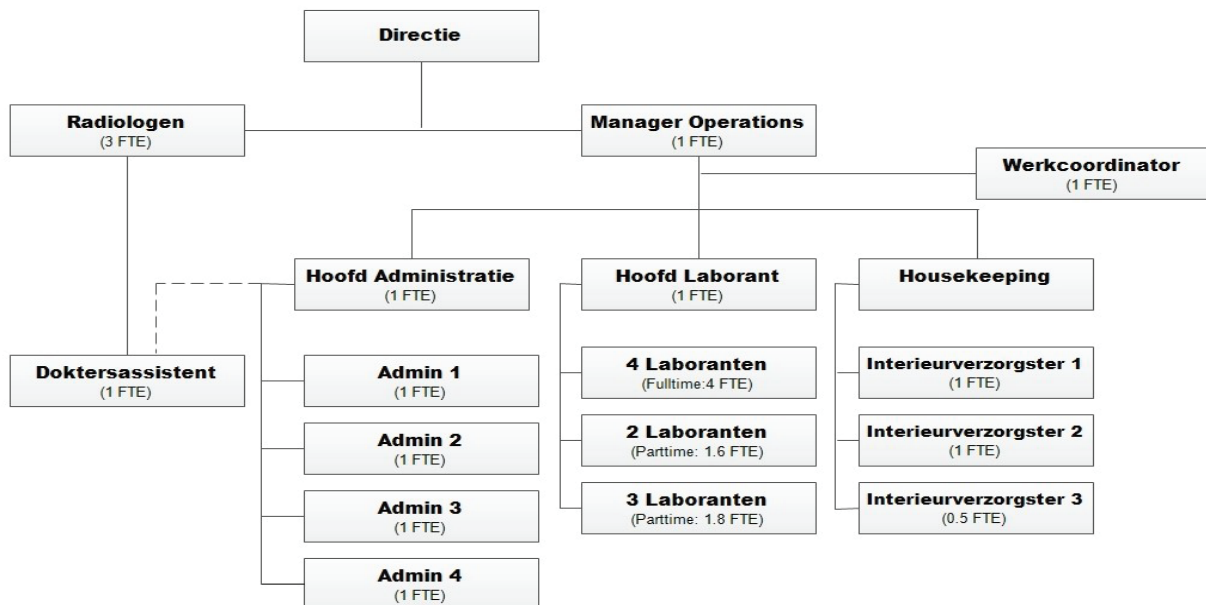 Directie
Radiologen
(3 FTE)
Manager Operations
(1 FTE)
Werkcoordinator
(1 FTE)
Hoofd Administratie
(1 FTE)
Hoofd Laborant
(1 FTE)
Housekeeping
Doktersassistent
(1 FTE)
Admin 1
(1 FTE)
Admin 2
(1 FTE)
Admin 3
(1 FTE)
Admin 4
(1 FTE)
4 Laboranten
(Fulltime:4 FTE)
2 Laboranten
(Parttime: 1.6 FTE)
3 Laboranten
(Parttime: 1.8 FTE)
Interieurverzorgster 1
(1 FTE)
Interieurverzorgster 2
(1 FTE)
Interieurverzorgster 3
(0.5 FTE)